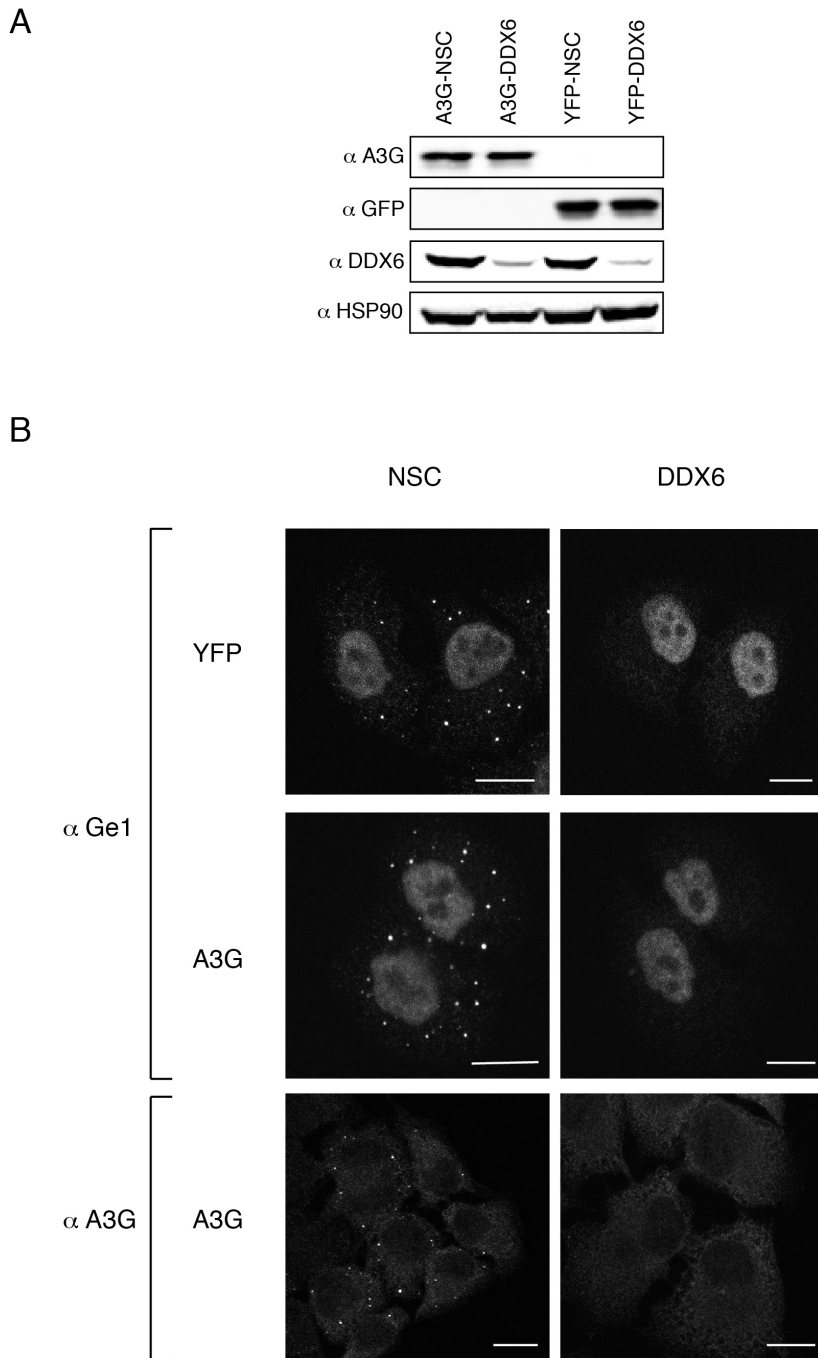 A
A3G-NSC
A3G-DDX6
YFP-NSC
YFP-DDX6
α A3G
α GFP
α DDX6
α HSP90
B
NSC
DDX6
YFP
α Ge1
A3G
α A3G
A3G